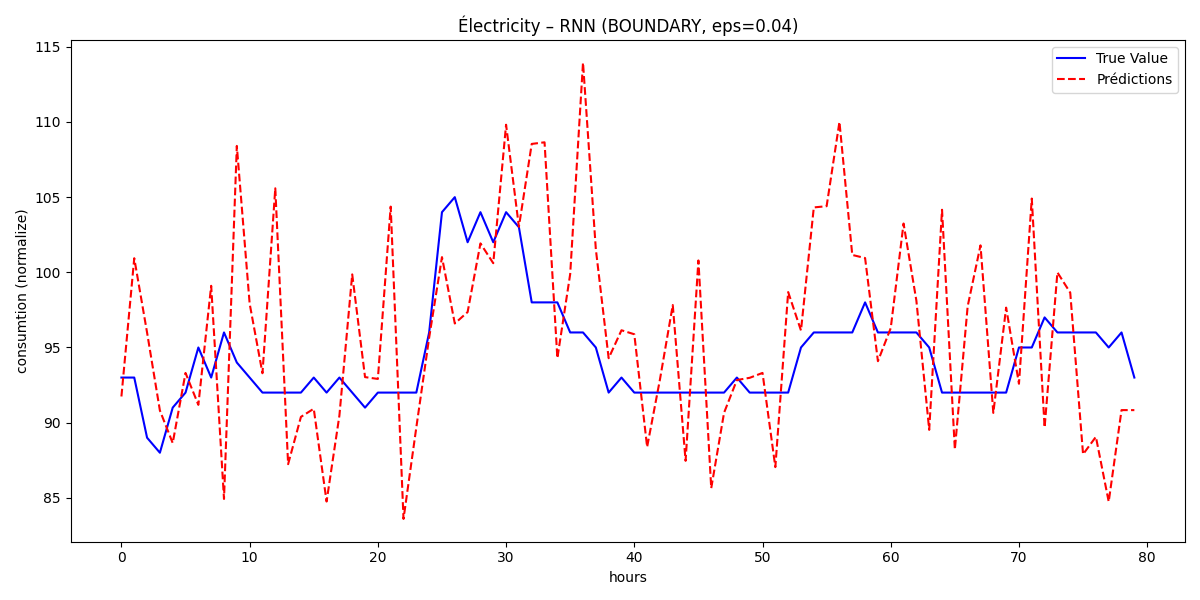 Électricity – RNN (BOUNDARY, eps=0.04)
115
110
105
100
95
90
85
consumtion (normalize)
True Value
Prédictions
0 10 20 30 40 50 60 70 80
hours